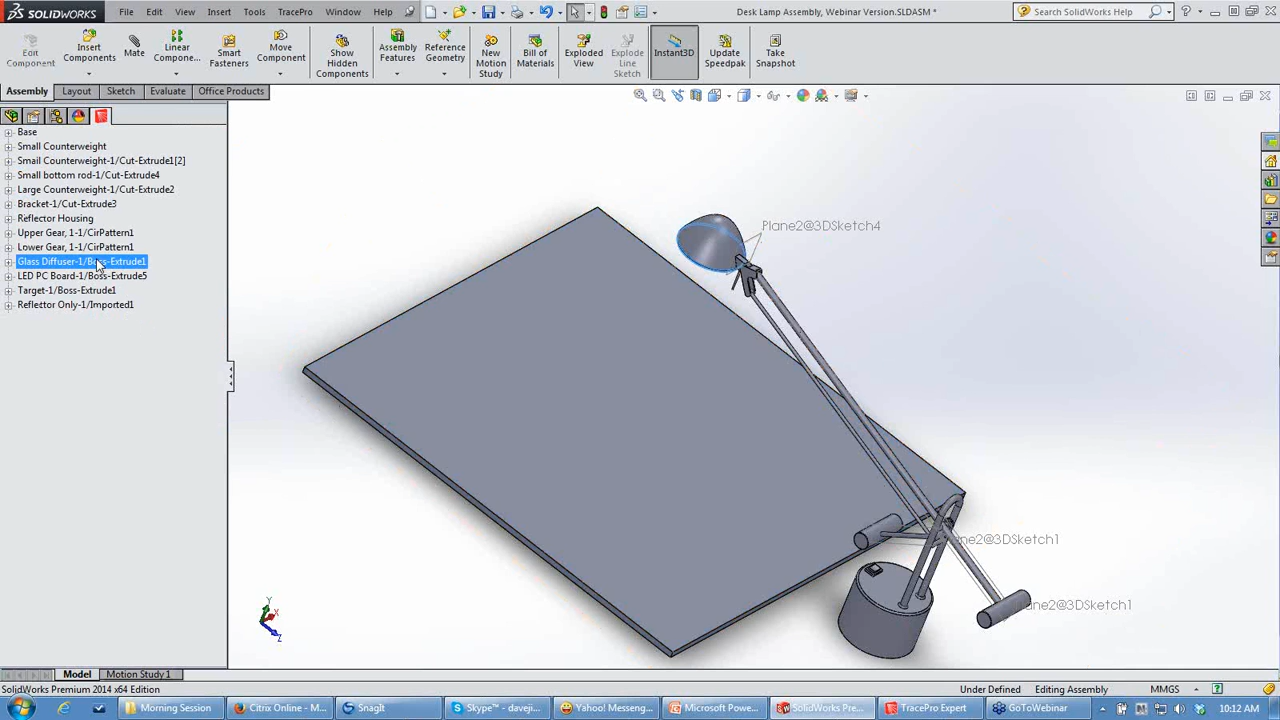 SOLIDWORKS File Edit View Insert Tools TracePro Window Help Desk Lamp Assembly, Webinar Version.SLDASM * Search SolidWorks Help
Edit Component
Insert Components
Mate
Linear Compone...
Smart Fasteners
Move Component
Show Hidden Components
Assembly Features
Reference Geometry
New Motion Study
Bill of Materials
Exploded View
Explode Line Sketch
Instant3D
Update Speedpak
Take Snapshot
Assembly Layout Sketch Evaluate Office Products
Base
Small Counterweight
Small Counterweight-1/Cut-Extrude1[2]
Small bottom rod-1/Cut-Extrude4
Large Counterweight-1/Cut-Extrude2
Bracket-1/Cut-Extrude3
Reflector Housing
Upper Gear, 1-1/CirPattern1
Lower Gear, 1-1/CirPattern1
Glass Diffuser-1/Boss-Extrude1
LED PC Board-1/Boss-Extrude5
Target-1/Boss-Extrude1
Reflettor Only-1/Imported1
Plane2@3DSketch4
ane2@3DSketch1
ane2@3DSketch1
Y
X
Z
Model Motion Study 1
SolidWorks Premium 2014 x64 Edition Under Defined Editing Assembly MMGS
Morning Session Citrix Online - M... SnagIt Skype™ - daveji... Yahoo! Messeng... Microsoft Powe... SolidWorks Pre... TracePro Expert GoToWebinar 10:12 AM